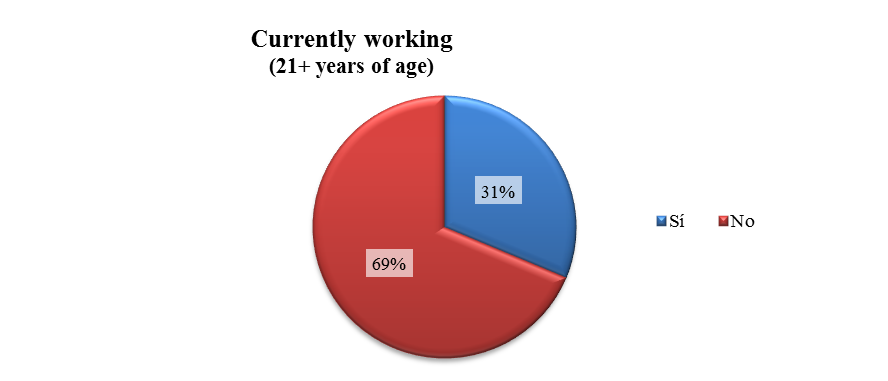 Currently working
(21+ years of age)
31%
69%
Sí No